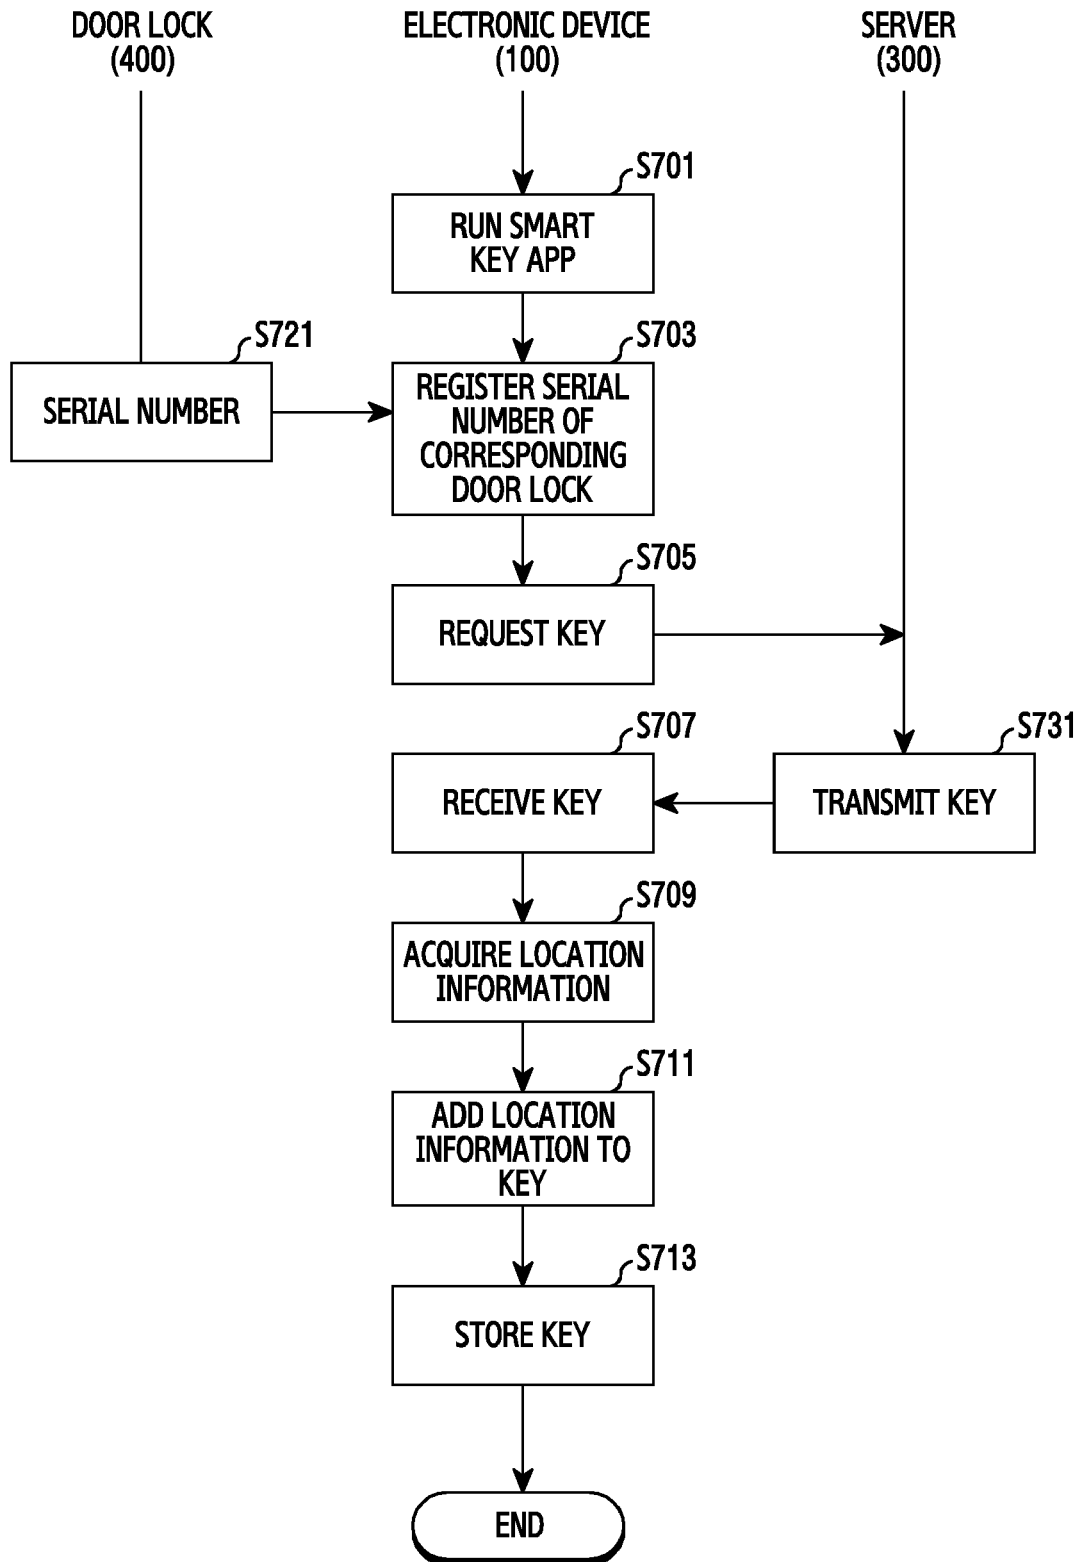 DOOR LOCK
(400)
ELECTRONIC DEVICE
(100)
SERVER
(300)
S701
RUN SMART
KEY APP
S721
SERIAL NUMBER
S703
REGISTER SERIAL
NUMBER OF
CORRESPONDING
DOOR LOCK
S705
REQUEST KEY
S707
RECEIVE KEY
S731
TRANSMIT KEY
S709
ACQUIRE LOCATION
INFORMATION
S711
ADD LOCATION
INFORMATION TO
KEY
S713
STORE KEY
END